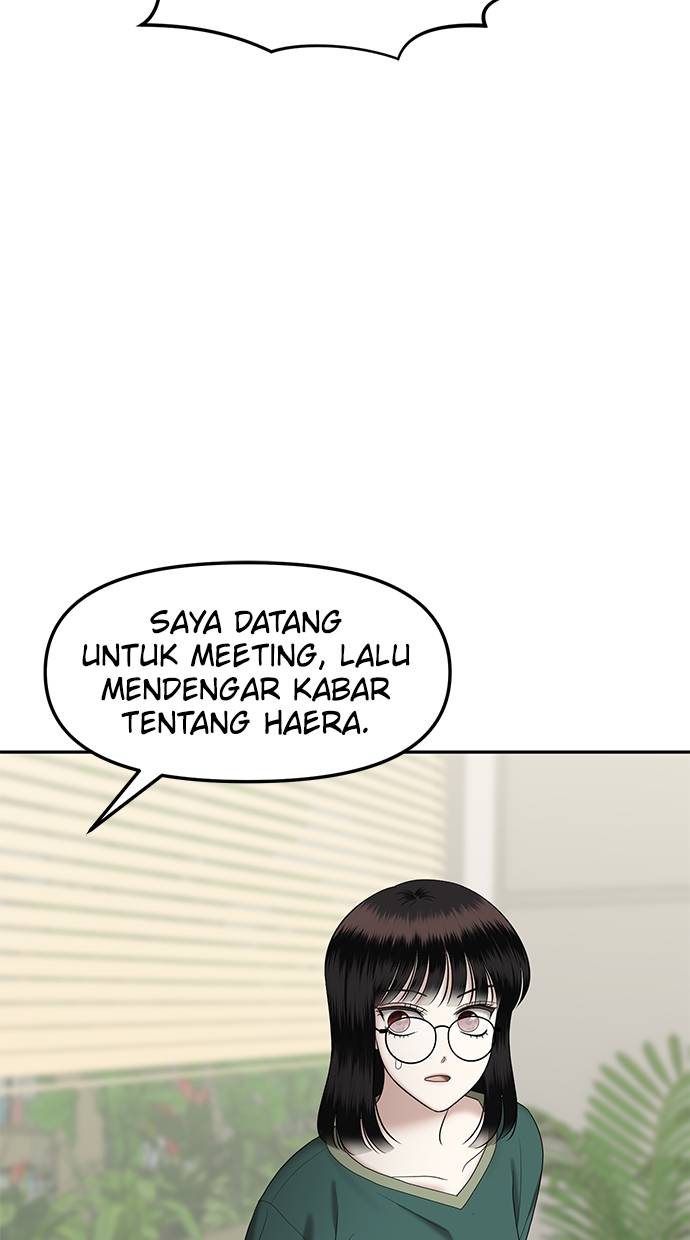 SAYA DATANG
UNTUK MEETING, LALU
MENDENGAR KABAR
TENTANG HAERA.